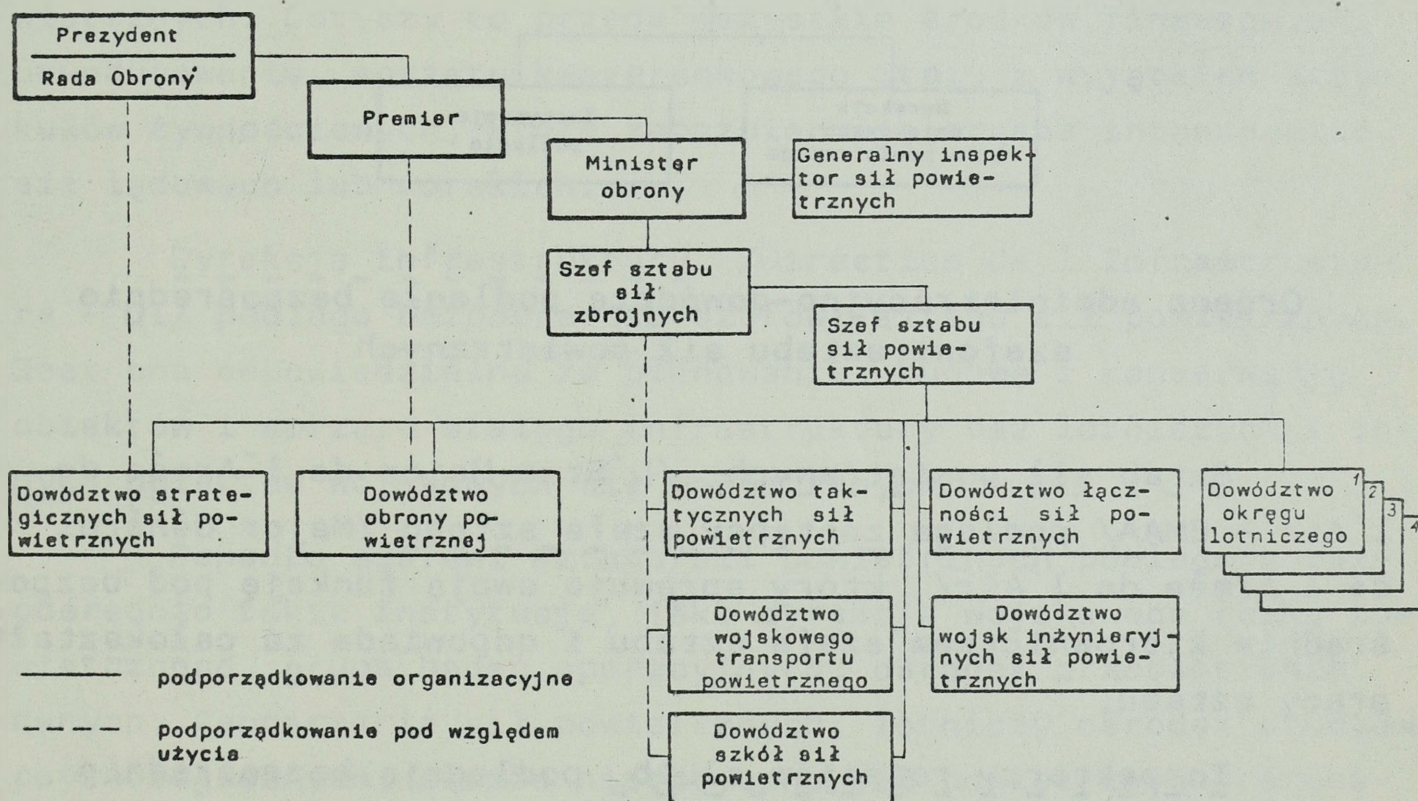 Prezydent
Rada Obrony
Premier
Minister
obrony
Generalny inspek-
tor sił powie-
trznych
Szef sztabu
sił
zbrojnych
Szef sztabu
sił powie-
trznych
Dowództwo strate-
gicznych sił po-
wietrznych
Dowództwo
obrony po-
wietrznej
Dowództwo tak-
tycznych sił
powietrznych
Dowództwo łącz-
ności sił po-
wietrznych
Dowództwo
okręgu
lotniczego
1
2
3
4
Dowództwo
wojskowego
transportu
powietrznego
Dowództwo
wojsk inżynieryj-
nych sił powie-
trznych
Dowództwo
szkół sił
powietrznych
podporządkowanie organizacyjne
podporządkowanie pod względem
użycia